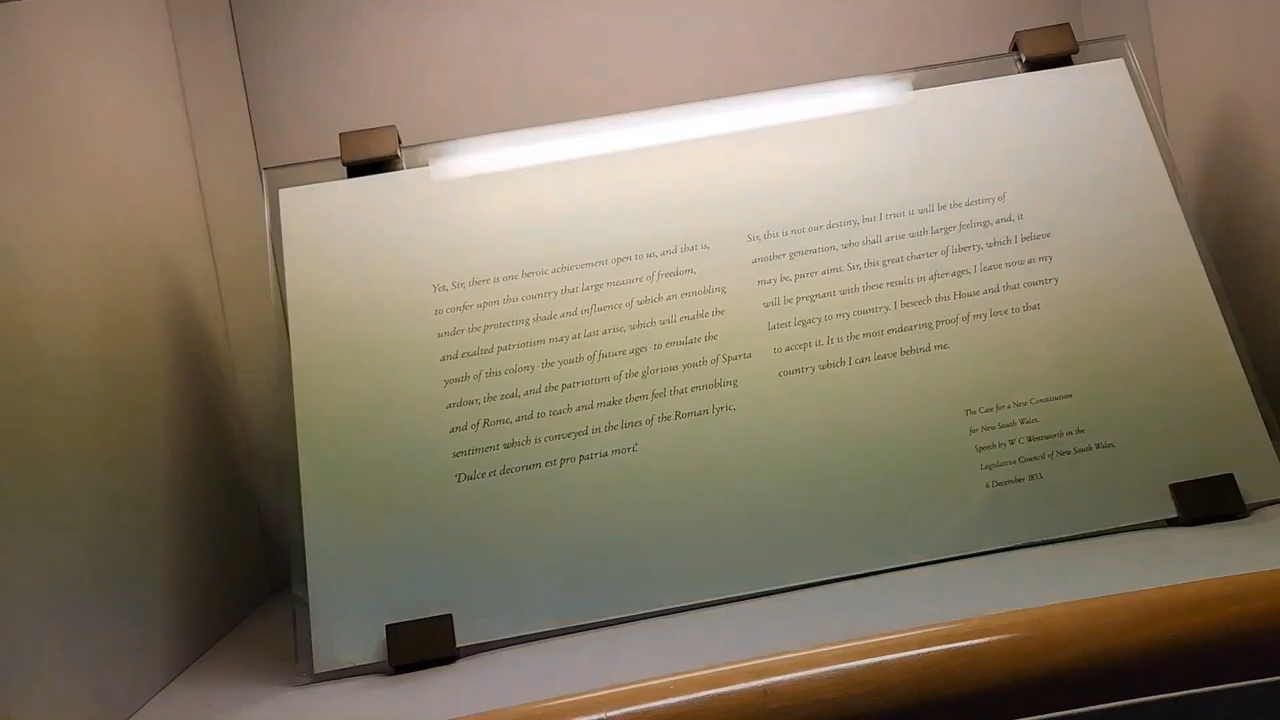 Yet, Sir, there is one heroic achievement open to us, and that is,
to confer upon this country that large measure of freedom,
under the protecting shade and influence of which an ennobling
and exalted patriotism may at last arise, which will enable the
youth of this colony - the youth of future ages - to emulate the
ardour, the zeal, and the patriotism of the glorious youth of Sparta
and of Rome, and to teach and make them feel that ennobling
sentiment which is conveyed in the lines of the Roman lyric,
'Dulce et decorum est pro patria mori.'
Sir, this is not our destiny, but I trust it will be the destiny of
another generation, who shall arise with larger feelings, and, it
may be, purer aims. Sir, this great charter of liberty, which I believe
will be pregnant with these results in after-ages, I leave now as my
latest legacy to my country. I beseech this House and that country
to accept it. It is the most endearing proof of my love to that
country which I can leave behind me.
The Case for a New Constitution
for New South Wales.
Speech by W C Wentworth in the
Legislative Council of New South Wales,
6 December 1853.